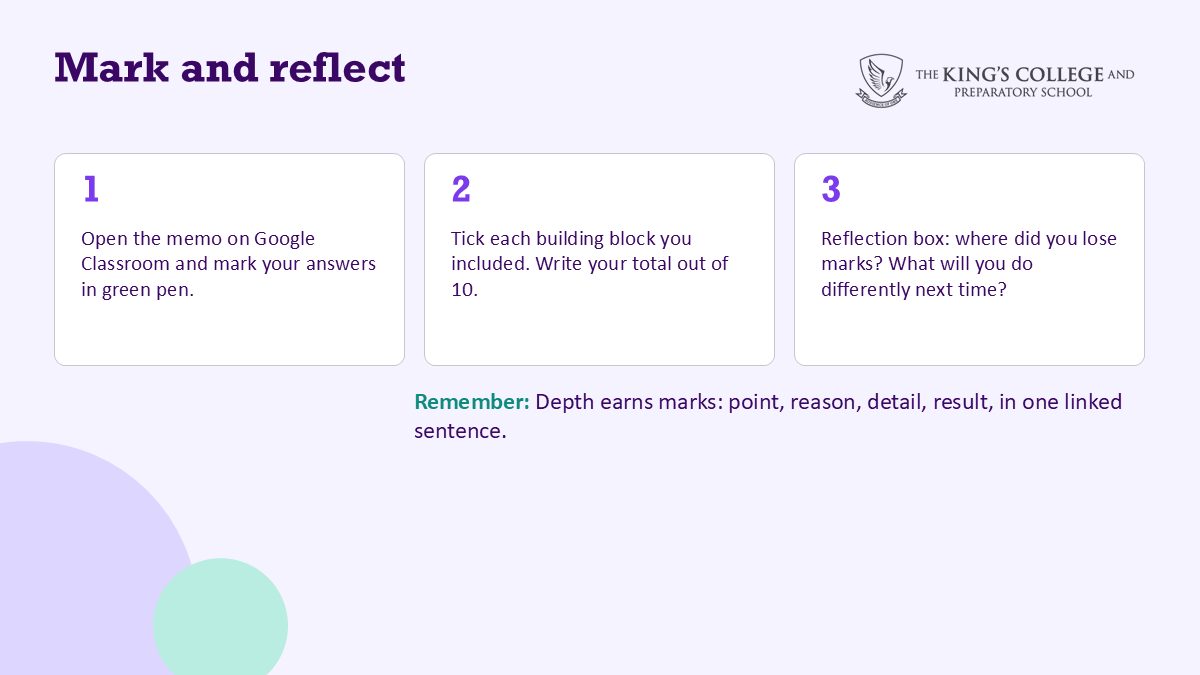 Mark and reflect
THE KING'S COLLEGE AND
PREPARATORY SCHOOL
1
Open the memo on Google
Classroom and mark your answers
in green pen.
2
Tick each building block you
included. Write your total out of
10.
3
Reflection box: where did you lose
marks? What will you do
differently next time?
Remember: Depth earns marks: point, reason, detail, result, in one linked
sentence.